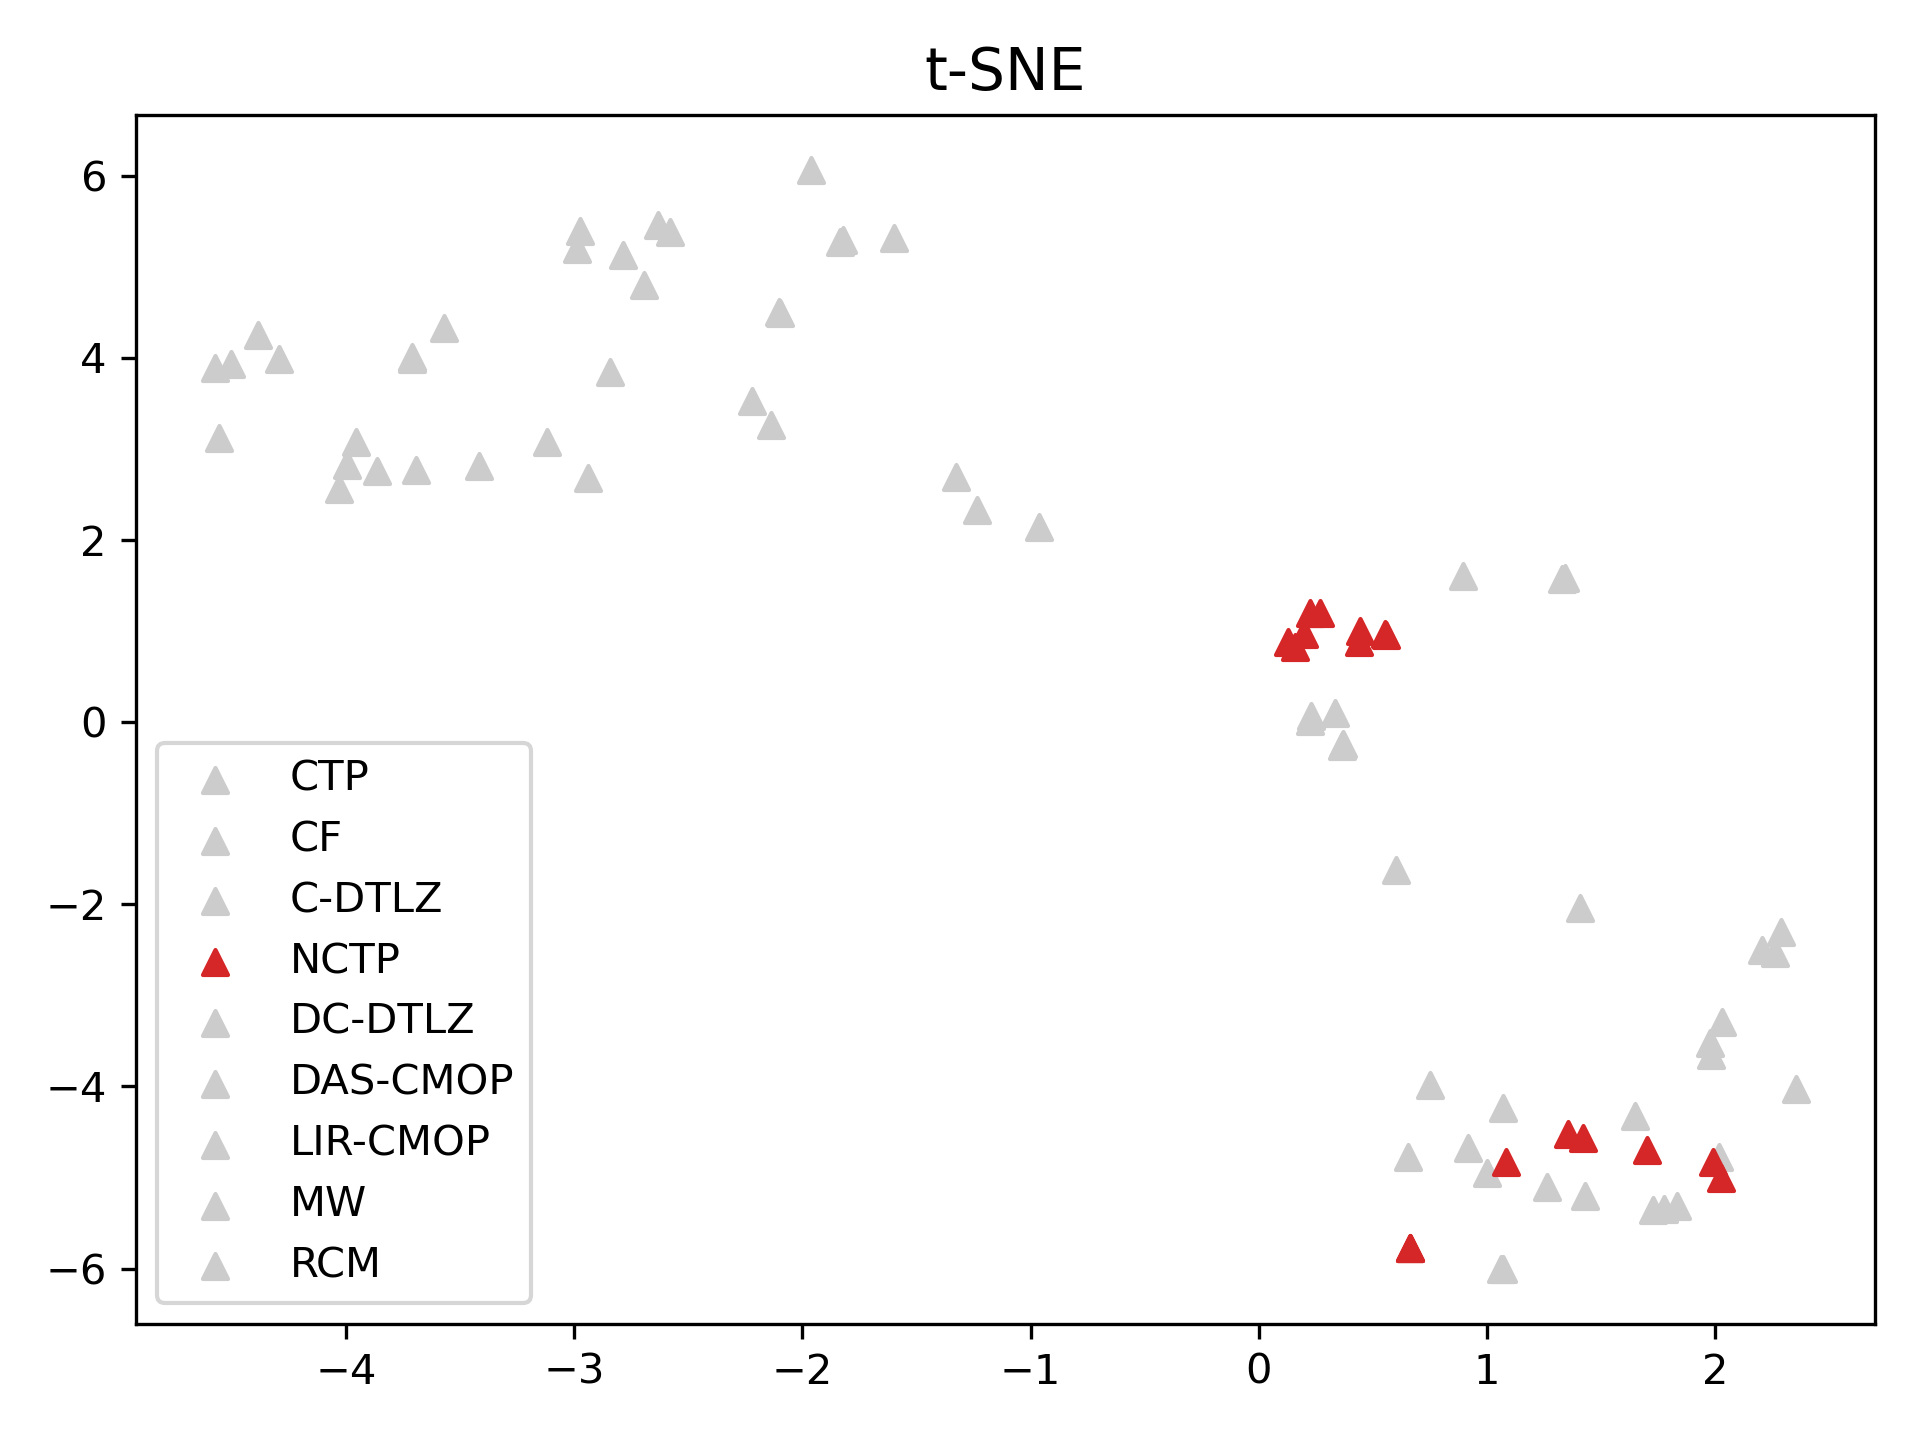 t-SNE
6
4
2
0
−2
−4
−6
CTP
CF
C-DTLZ
NCTP
DC-DTLZ
DAS-CMOP
LIR-CMOP
MW
RCM
−4 −3 −2 −1 0 1 2